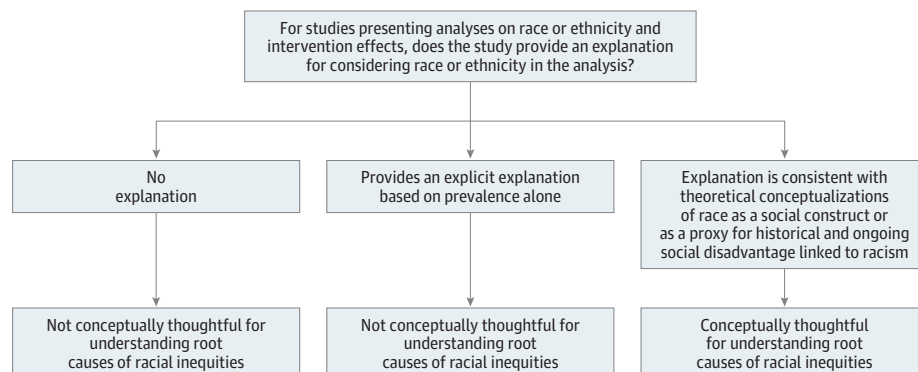 For studies presenting analyses on race or ethnicity and
intervention effects, does the study provide an explanation
for considering race or ethnicity in the analysis?
No
explanation
Provides an explicit explanation
based on prevalence alone
Explanation is consistent with
theoretical conceptualizations
of race as a social construct or
as a proxy for historical and ongoing
social disadvantage linked to racism
Not conceptually thoughtful for
understanding root
causes of racial inequities
Not conceptually thoughtful for
understanding root
causes of racial inequities
Conceptually thoughtful
for understanding root
causes of racial inequities